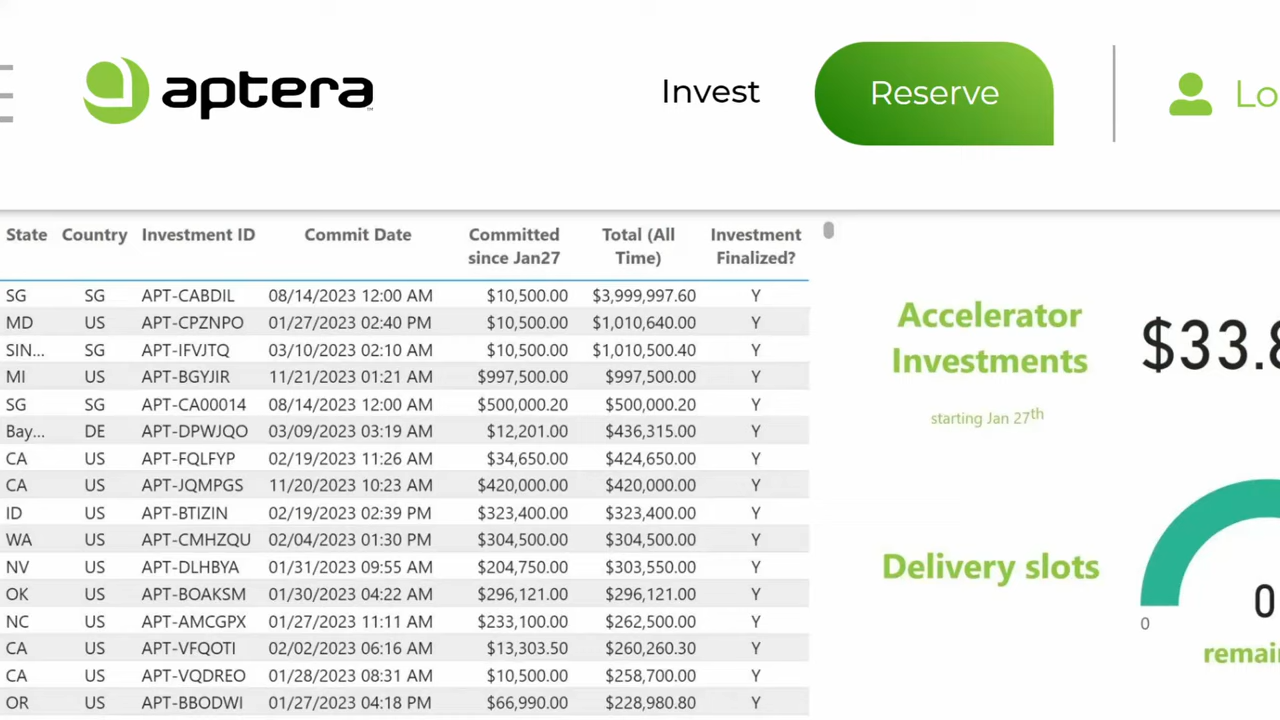 aptera
Invest
Reserve
Lo
State Country Investment ID Commit Date Committed since Jan27 Total (All Time) Investment Finalized?
SG SG APT-CABDIL 08/14/2023 12:00 AM $10,500.00 $3,999,997.60 Y
MD US APT-CPZNPO 01/27/2023 02:40 PM $10,500.00 $1,010,640.00 Y
SIN... SG APT-IFVJTQ 03/10/2023 02:10 AM $10,500.00 $1,010,500.40 Y
MI US APT-BGYJIR 11/21/2023 01:21 AM $997,500.00 $997,500.00 Y
SG SG APT-CA00014 08/14/2023 12:00 AM $500,000.20 $500,000.20 Y
Bay... DE APT-DPWJQO 03/09/2023 03:19 AM $12,201.00 $436,315.00 Y
CA US APT-FQLFYP 02/19/2023 11:26 AM $34,650.00 $424,650.00 Y
CA US APT-JQMPGS 11/20/2023 10:23 AM $420,000.00 $420,000.00 Y
ID US APT-BTIZIN 02/19/2023 02:39 PM $323,400.00 $323,400.00 Y
WA US APT-CMHZQU 02/04/2023 01:30 PM $304,500.00 $304,500.00 Y
NV US APT-DLHBYA 01/31/2023 09:55 AM $204,750.00 $303,550.00 Y
OK US APT-BOAKSM 01/30/2023 04:22 AM $296,121.00 $296,121.00 Y
NC US APT-AMCGPX 01/27/2023 11:11 AM $233,100.00 $262,500.00 Y
CA US APT-VFQOTI 02/02/2023 06:16 AM $13,303.50 $260,260.30 Y
CA US APT-VQDREO 01/28/2023 08:31 AM $10,500.00 $258,700.00 Y
OR US APT-BBODWI 01/27/2023 04:18 PM $66,990.00 $228,980.80 Y
Accelerator
Investments
$33.8
starting Jan 27th
Delivery slots
0
0
remai